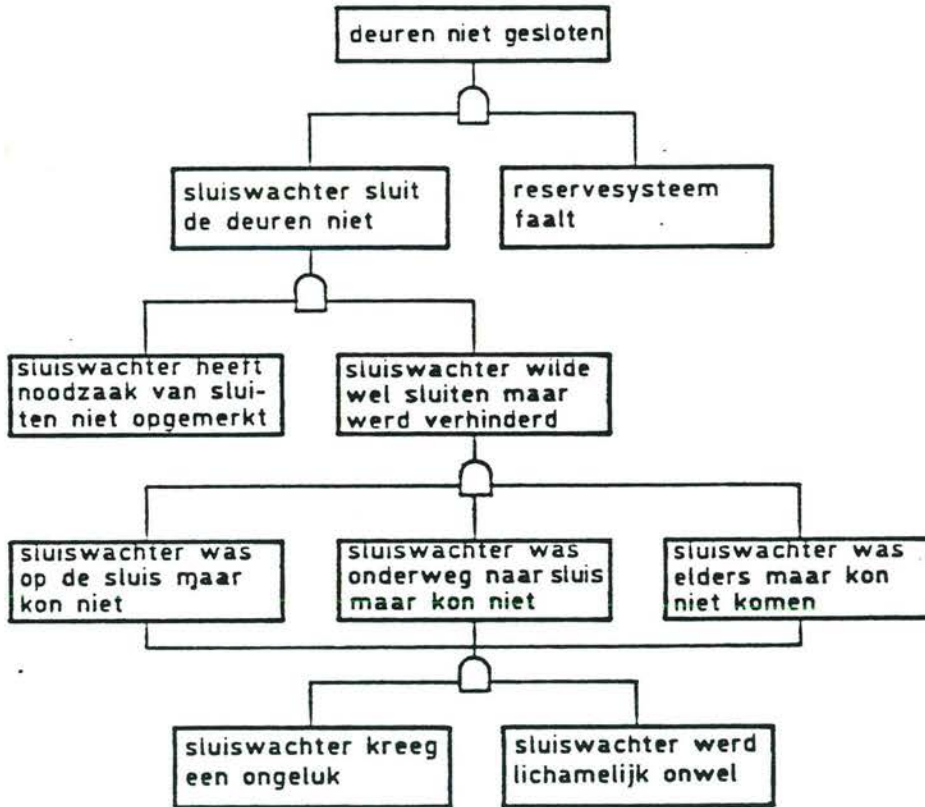 deuren niet gesloten
sluiswachter sluit
de deuren niet
reservesysteem
faalt
sluiswachter heeft
noodzaak van slui-
ten niet opgemerkt
sluiswachter wilde
wel sluiten maar
werd verhinderd
sluiswachter was
op de sluis maar
kon niet
sluiswachter was
onderweg naar sluis
maar kon niet
sluiswachter was
elders maar kon
niet komen
sluiswachter kreeg
een ongeluk
sluiswachter werd
lichamelijk onwel